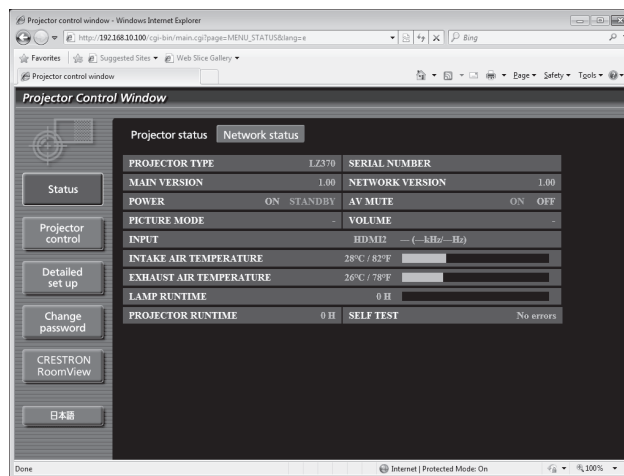 Projector control window - Windows Internet Explorer
http://192.168.10.100/cgi-bin/main.cgi?page=MENU_STATUS&lang=e
Bing
Favorites Suggested Sites Web Slice Gallery
Projector control window Page Safety Tools
Projector Control Window
Projector status Network status
PROJECTOR TYPE LZ370 SERIAL NUMBER
MAIN VERSION 1.00 NETWORK VERSION 1.00
POWER ON STANDBY AV MUTE ON OFF
PICTURE MODE - VOLUME -
INPUT HDMI2 — (—kHz/—Hz)
INTAKE AIR TEMPERATURE 28°C / 82°F
EXHAUST AIR TEMPERATURE 26°C / 78°F
LAMP RUNTIME 0 H
PROJECTOR RUNTIME 0 H SELF TEST No errors
Status
Projector
control
Detailed
set up
Change
password
CRESTRON
RoomView
日本語
Done Internet | Protected Mode: On 100%